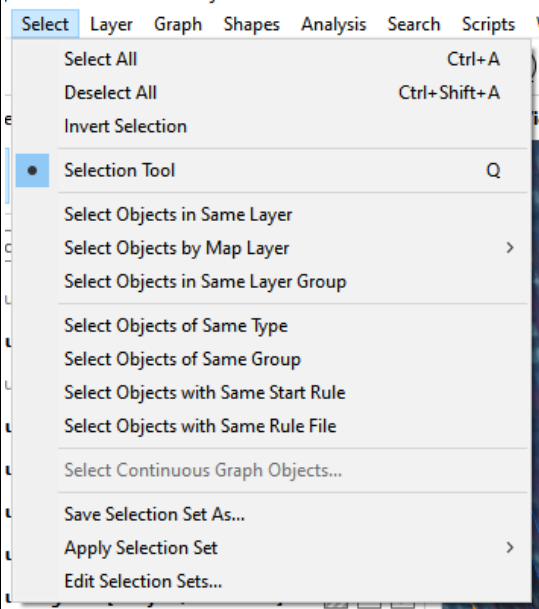 Select Layer Graph Shapes Analysis Search Scripts
Select All Ctrl+A
Deselect All Ctrl+Shift+A
Invert Selection
Selection Tool Q
Select Objects in Same Layer
Select Objects by Map Layer
Select Objects in Same Layer Group
Select Objects of Same Type
Select Objects of Same Group
Select Objects with Same Start Rule
Select Objects with Same Rule File
Select Continuous Graph Objects...
Save Selection Set As...
Apply Selection Set
Edit Selection Sets...